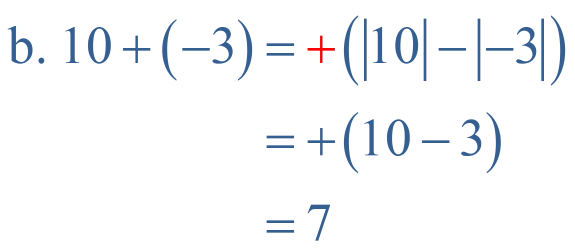 b. 10 + (−3) = +(|10| − |−3|)
= +(10 − 3)
= 7